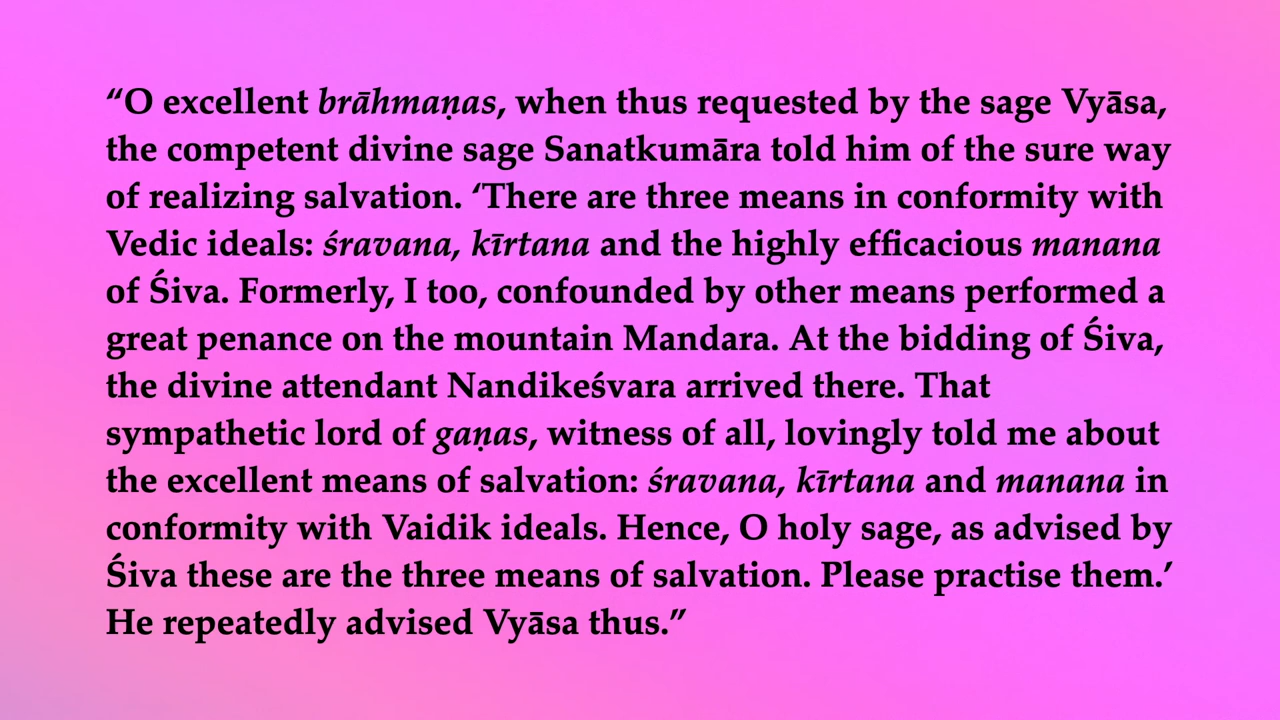 “O excellent brāhmaṇas, when thus requested by the sage Vyāsa,
the competent divine sage Sanatkumāra told him of the sure way
of realizing salvation. ‘There are three means in conformity with
Vedic ideals: śravana, kīrtana and the highly efficacious manana
of Śiva. Formerly, I too, confounded by other means performed a
great penance on the mountain Mandara. At the bidding of Śiva,
the divine attendant Nandikeśvara arrived there. That
sympathetic lord of gaṇas, witness of all, lovingly told me about
the excellent means of salvation: śravana, kīrtana and manana in
conformity with Vaidik ideals. Hence, O holy sage, as advised by
Śiva these are the three means of salvation. Please practise them.’
He repeatedly advised Vyāsa thus.”